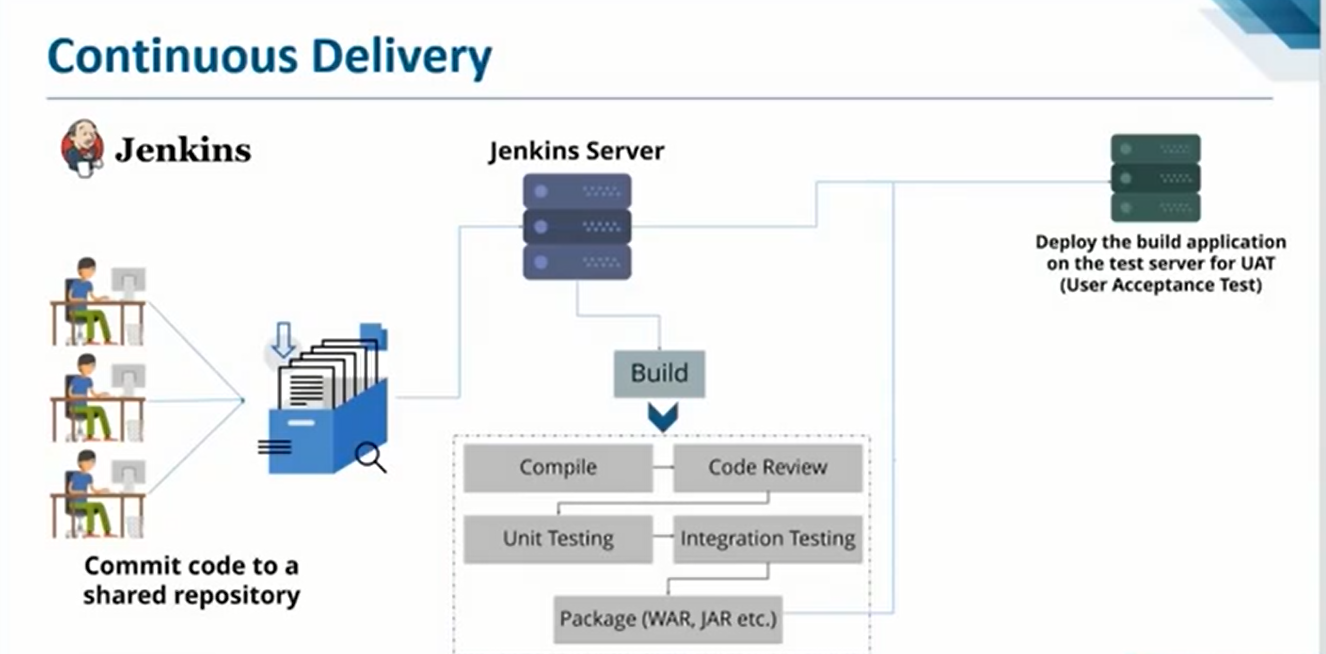 Continuous Delivery
Jenkins
Jenkins Server
Deploy the build application
on the test server for UAT
(User Acceptance Test)
Build
Compile
Code Review
Unit Testing
Integration Testing
Package (WAR, JAR etc.)
Commit code to a
shared repository